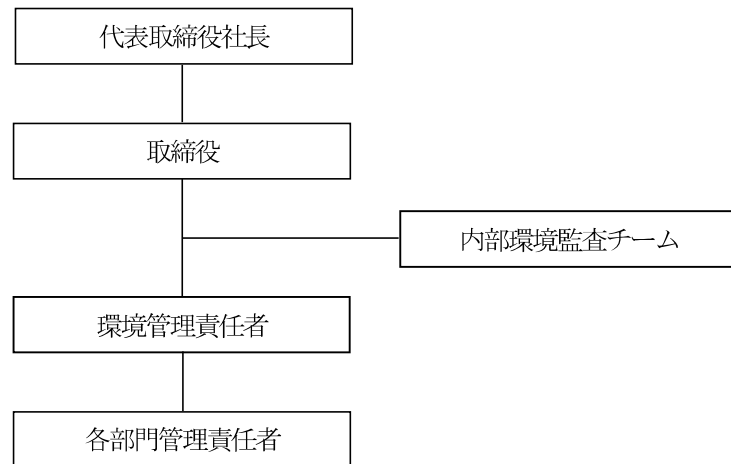 代表取締役社長
取締役
内部環境監査チーム
環境管理責任者
各部門管理責任者